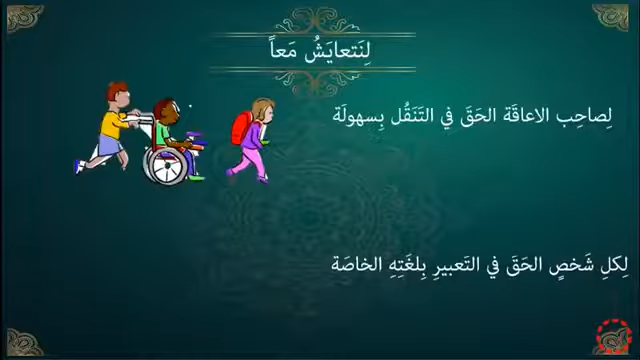 لِنَتعايَشُ مَعاً
لِصاحِب الاعاقَة الحَقَ في التَنَقُل بِسهولَة
لِكلِ شَخصٍ الحَقَ في التَعبيرِ بِلغَتِهِ الخاصَة